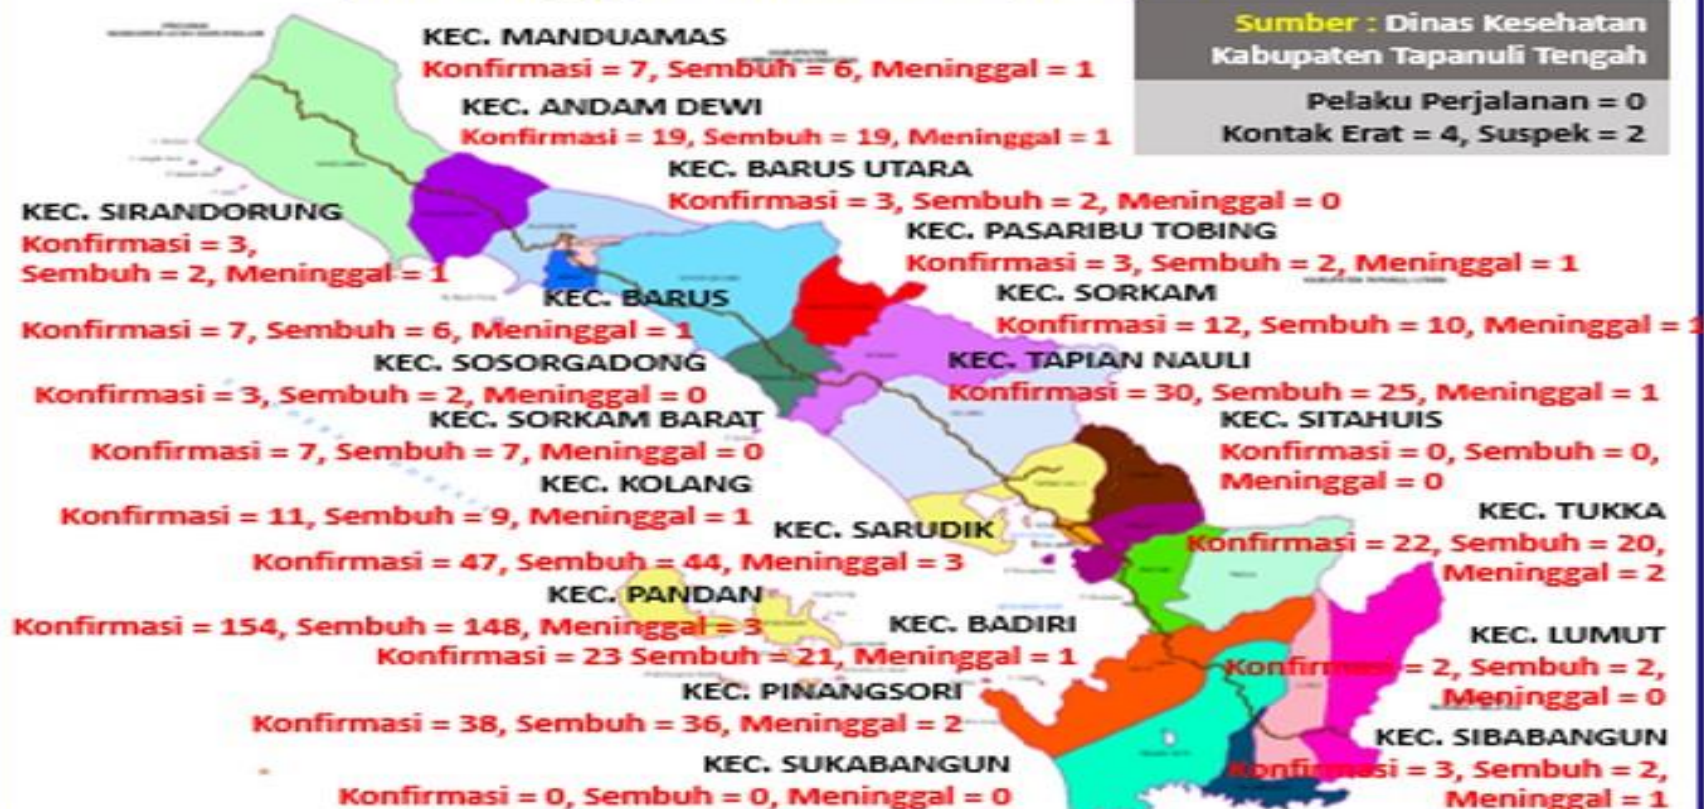 Sumber : Dinas Kesehatan
Kabupaten Tapanuli Tengah
Pelaku Perjalanan = 0
Kontak Erat = 4, Suspek = 2
KEC. MANDUAMAS
Konfirmasi = 7, Sembuh = 6, Meninggal = 1
KEC. ANDAM DEWI
Konfirmasi = 19, Sembuh = 19, Meninggal = 1
KEC. BARUS UTARA
Konfirmasi = 3, Sembuh = 2, Meninggal = 0
KEC. SIRANDORUNG
Konfirmasi = 3,
Sembuh = 2, Meninggal = 1
KEC. PASARIBU TOBING
Konfirmasi = 3, Sembuh = 2, Meninggal = 1
KEC. BARUS
Konfirmasi = 7, Sembuh = 6, Meninggal = 1
KEC. SORKAM
Konfirmasi = 12, Sembuh = 10, Meninggal = 1
KEC. SOSORGADONG
Konfirmasi = 3, Sembuh = 2, Meninggal = 0
KEC. TAPIAN NAULI
Konfirmasi = 30, Sembuh = 25, Meninggal = 1
KEC. SORKAM BARAT
Konfirmasi = 7, Sembuh = 7, Meninggal = 0
KEC. SITAHUIS
Konfirmasi = 0, Sembuh = 0,
Meninggal = 0
KEC. KOLANG
Konfirmasi = 11, Sembuh = 9, Meninggal = 1
KEC. SARUDIK
Konfirmasi = 47, Sembuh = 44, Meninggal = 3
KEC. TUKKA
Konfirmasi = 22, Sembuh = 20,
Meninggal = 2
KEC. PANDAN
Konfirmasi = 154, Sembuh = 148, Meninggal = 3
KEC. BADIRI
Konfirmasi = 23 Sembuh = 21, Meninggal = 1
KEC. LUMUT
Konfirmasi = 2, Sembuh = 2,
Meninggal = 0
KEC. PINANGSORI
Konfirmasi = 38, Sembuh = 36, Meninggal = 2
KEC. SIBABANGUN
Konfirmasi = 3, Sembuh = 2,
Meninggal = 1
KEC. SUKABANGUN
Konfirmasi = 0, Sembuh = 0, Meninggal = 0